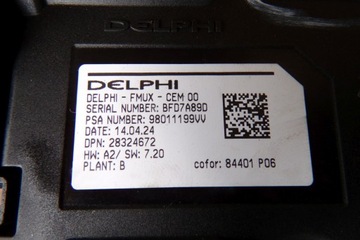 DELPHI
DELPHI - FMUX - CEM 00
SERIAL NUMBER: BFD7A89D
PSA NUMBER: 98011199VV
DATE: 14.04.24
DPN: 28324672
HW: A2/ SW: 7.20
PLANT: B
cofor: 84401 P06